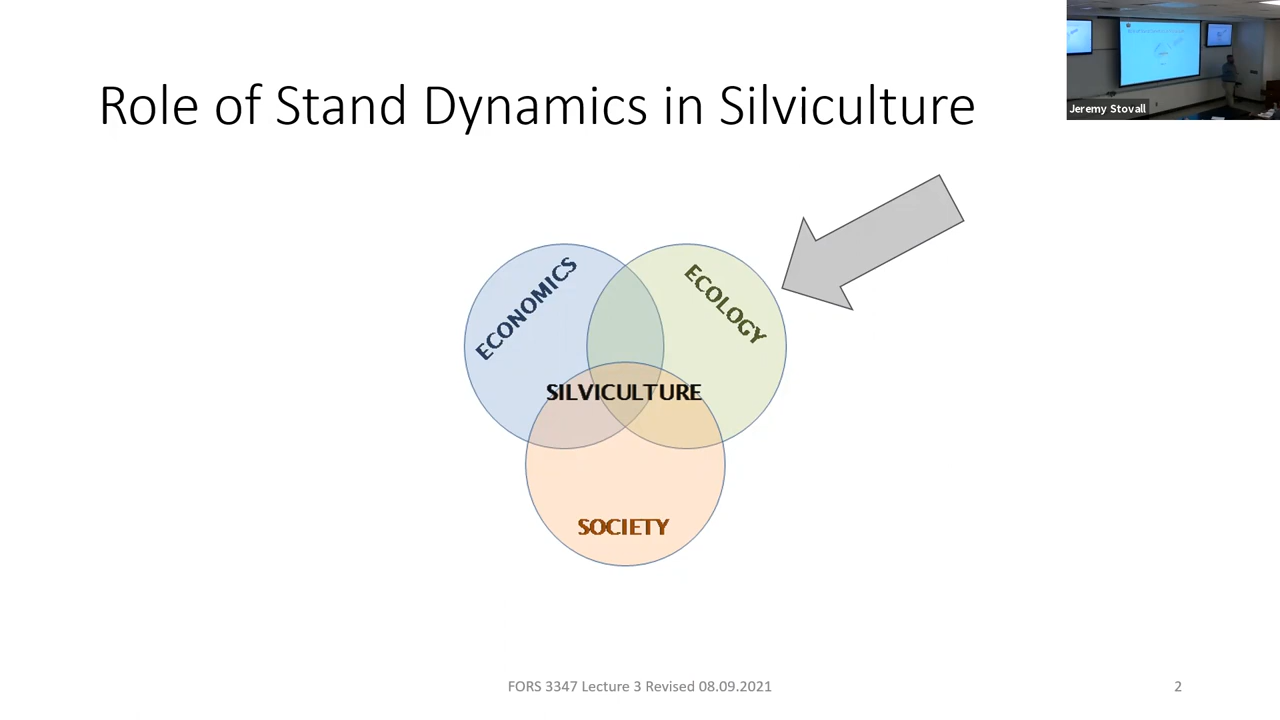 Role of Stand Dynamics in Silviculture
Jeremy Stovall
ECONOMICS
ECOLOGY
SILVICULTURE
SOCIETY
FORS 3347 Lecture 3 Revised 08.09.2021
2